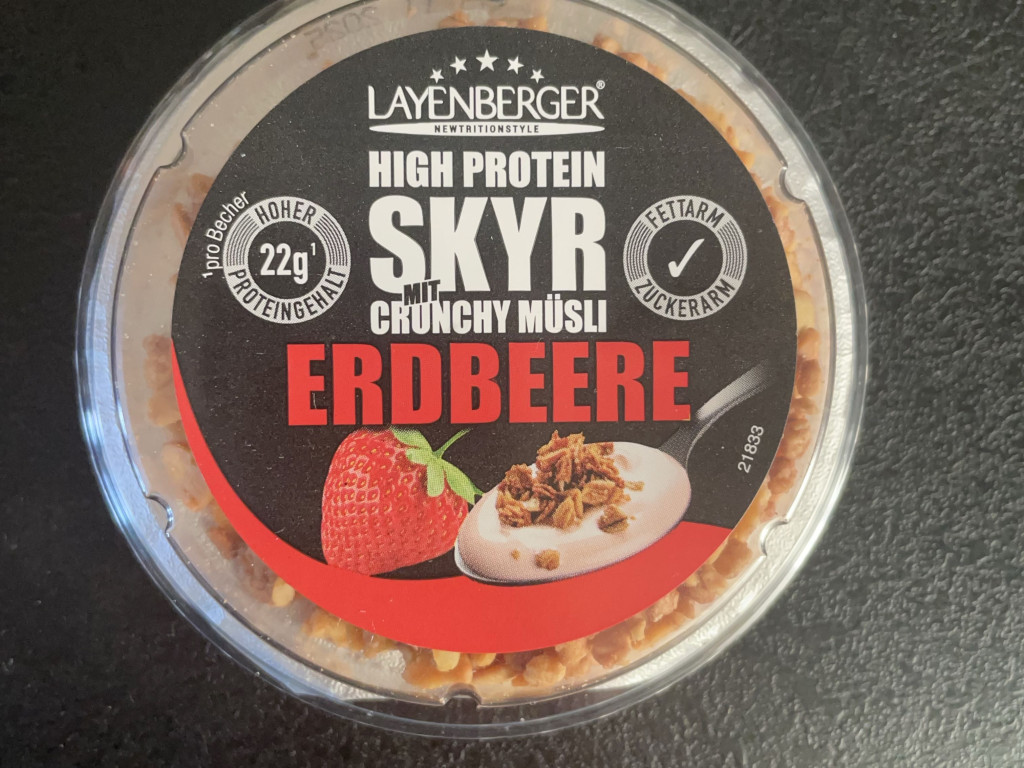 LAYENBERGER®
NEWTRITIONSTYLE
HIGH PROTEIN
SKYR
MIT
CRUNCHY MÜSLI
ERDBEERE
¹pro Becher
HOHER
22g¹
PROTEINGEHALT
FETTARM
✓
ZUCKERARM
21833